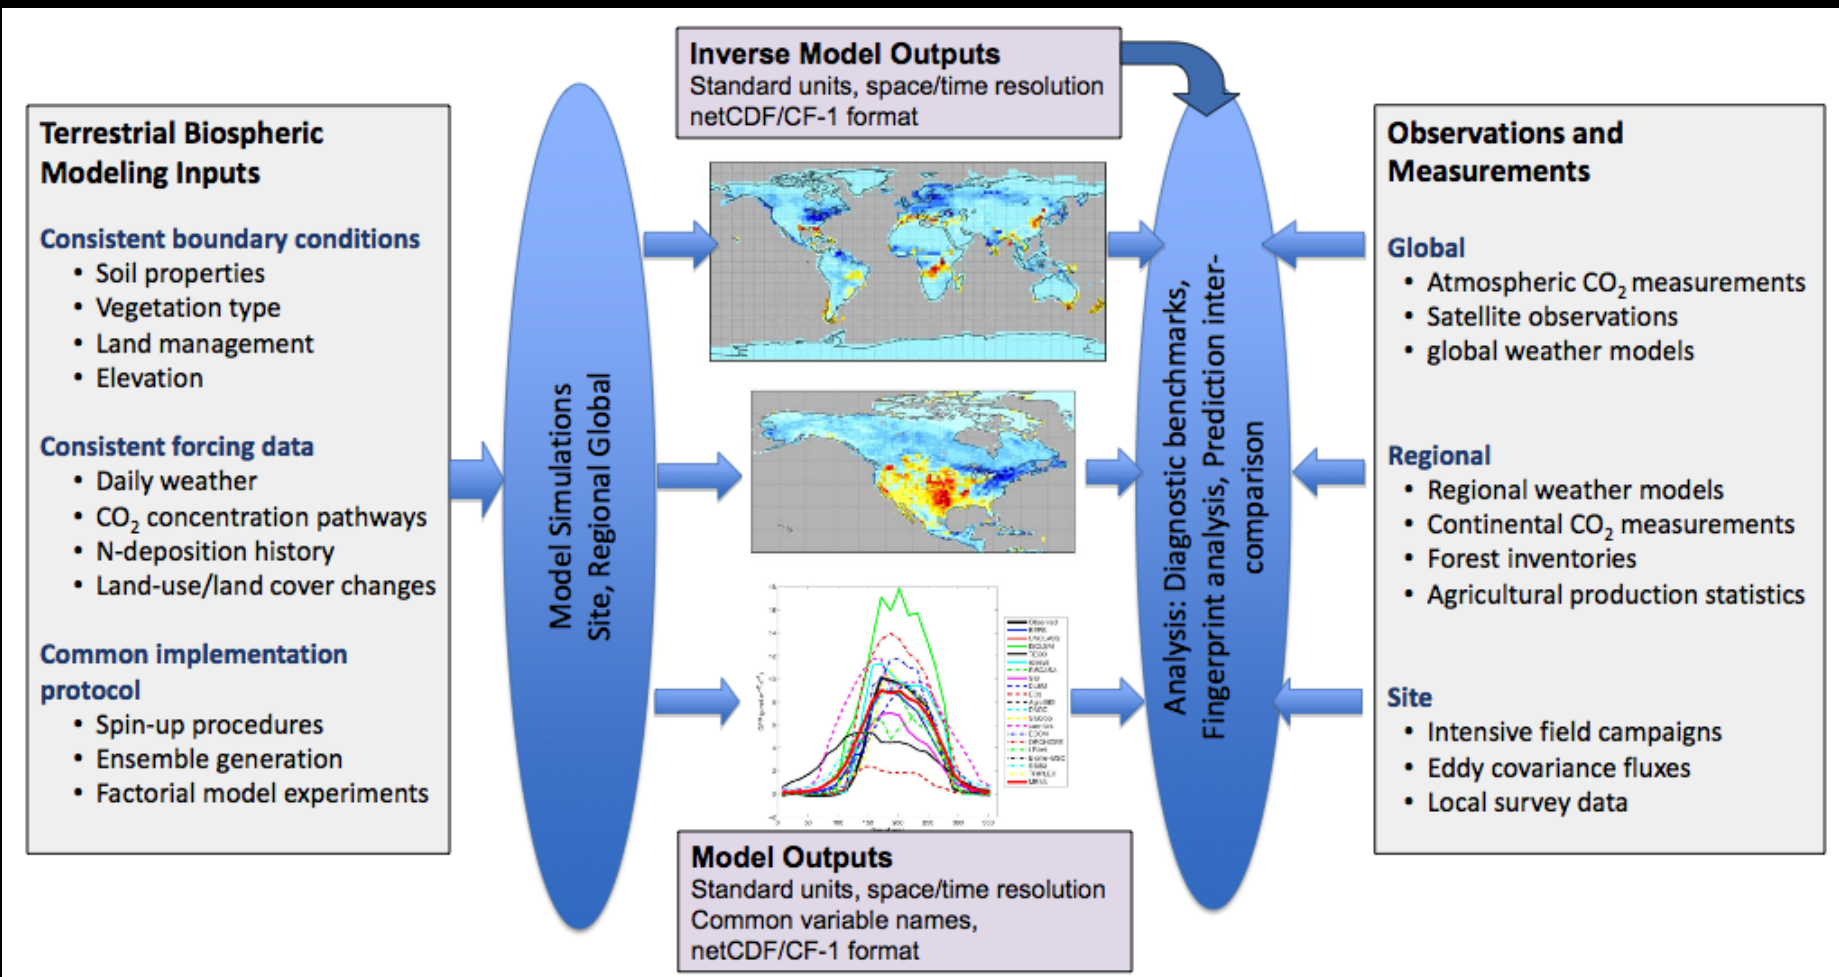 Inverse Model Outputs
Standard units, space/time resolution
netCDF/CF-1 format
Terrestrial Biospheric
Modeling Inputs
Consistent boundary conditions
• Soil properties
• Vegetation type
• Land management
• Elevation
Consistent forcing data
• Daily weather
• CO2 concentration pathways
• N-deposition history
• Land-use/land cover changes
Common implementation
protocol
• Spin-up procedures
• Ensemble generation
• Factorial model experiments
Model Simulations
Site, Regional Global
Observed
Model Outputs
Standard units, space/time resolution
Common variable names,
netCDF/CF-1 format
Analysis: Diagnostic benchmarks,
Fingerprint analysis, Prediction inter-
comparison
Observations and
Measurements
Global
• Atmospheric CO2 measurements
• Satellite observations
• global weather models
Regional
• Regional weather models
• Continental CO2 measurements
• Forest inventories
• Agricultural production statistics
Site
• Intensive field campaigns
• Eddy covariance fluxes
• Local survey data